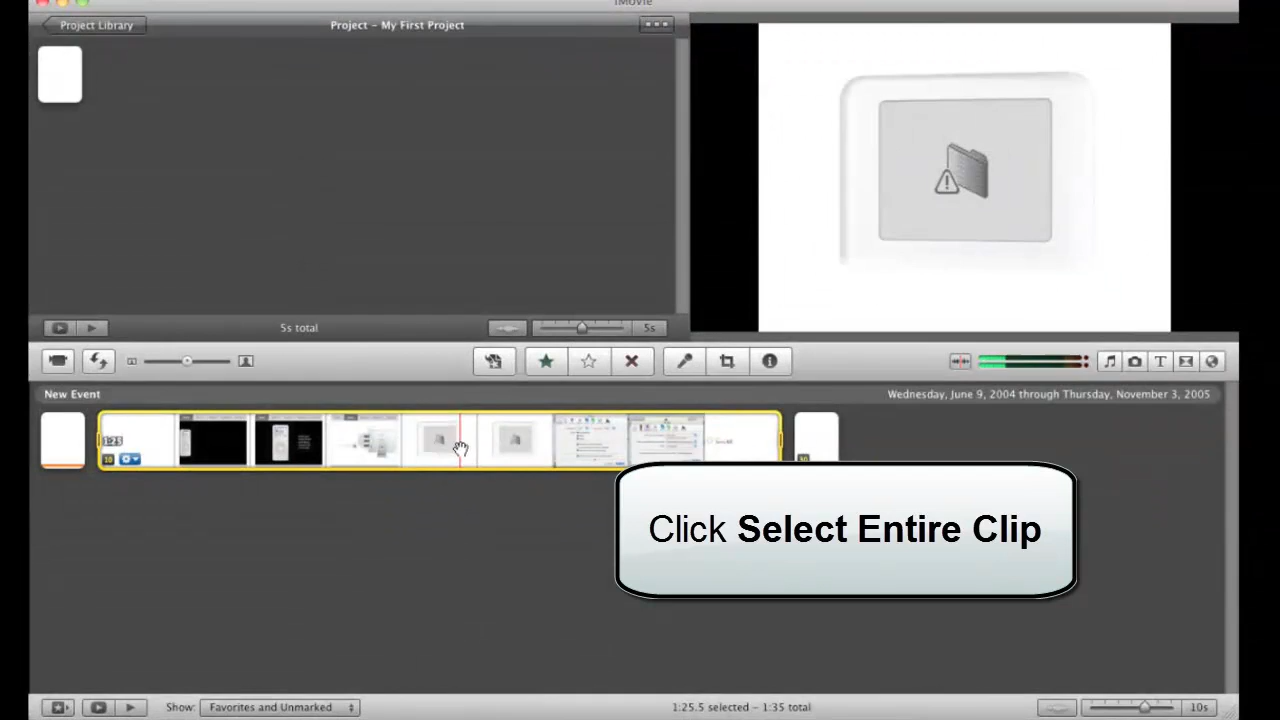 iMovie
Project Library
Project – My First Project
5s total
5s
New Event
Wednesday, June 9, 2004 through Thursday, November 3, 2005
1:25
10
30
Click Select Entire Clip
Show: Favorites and Unmarked
1:25.5 selected – 1:35 total
10s